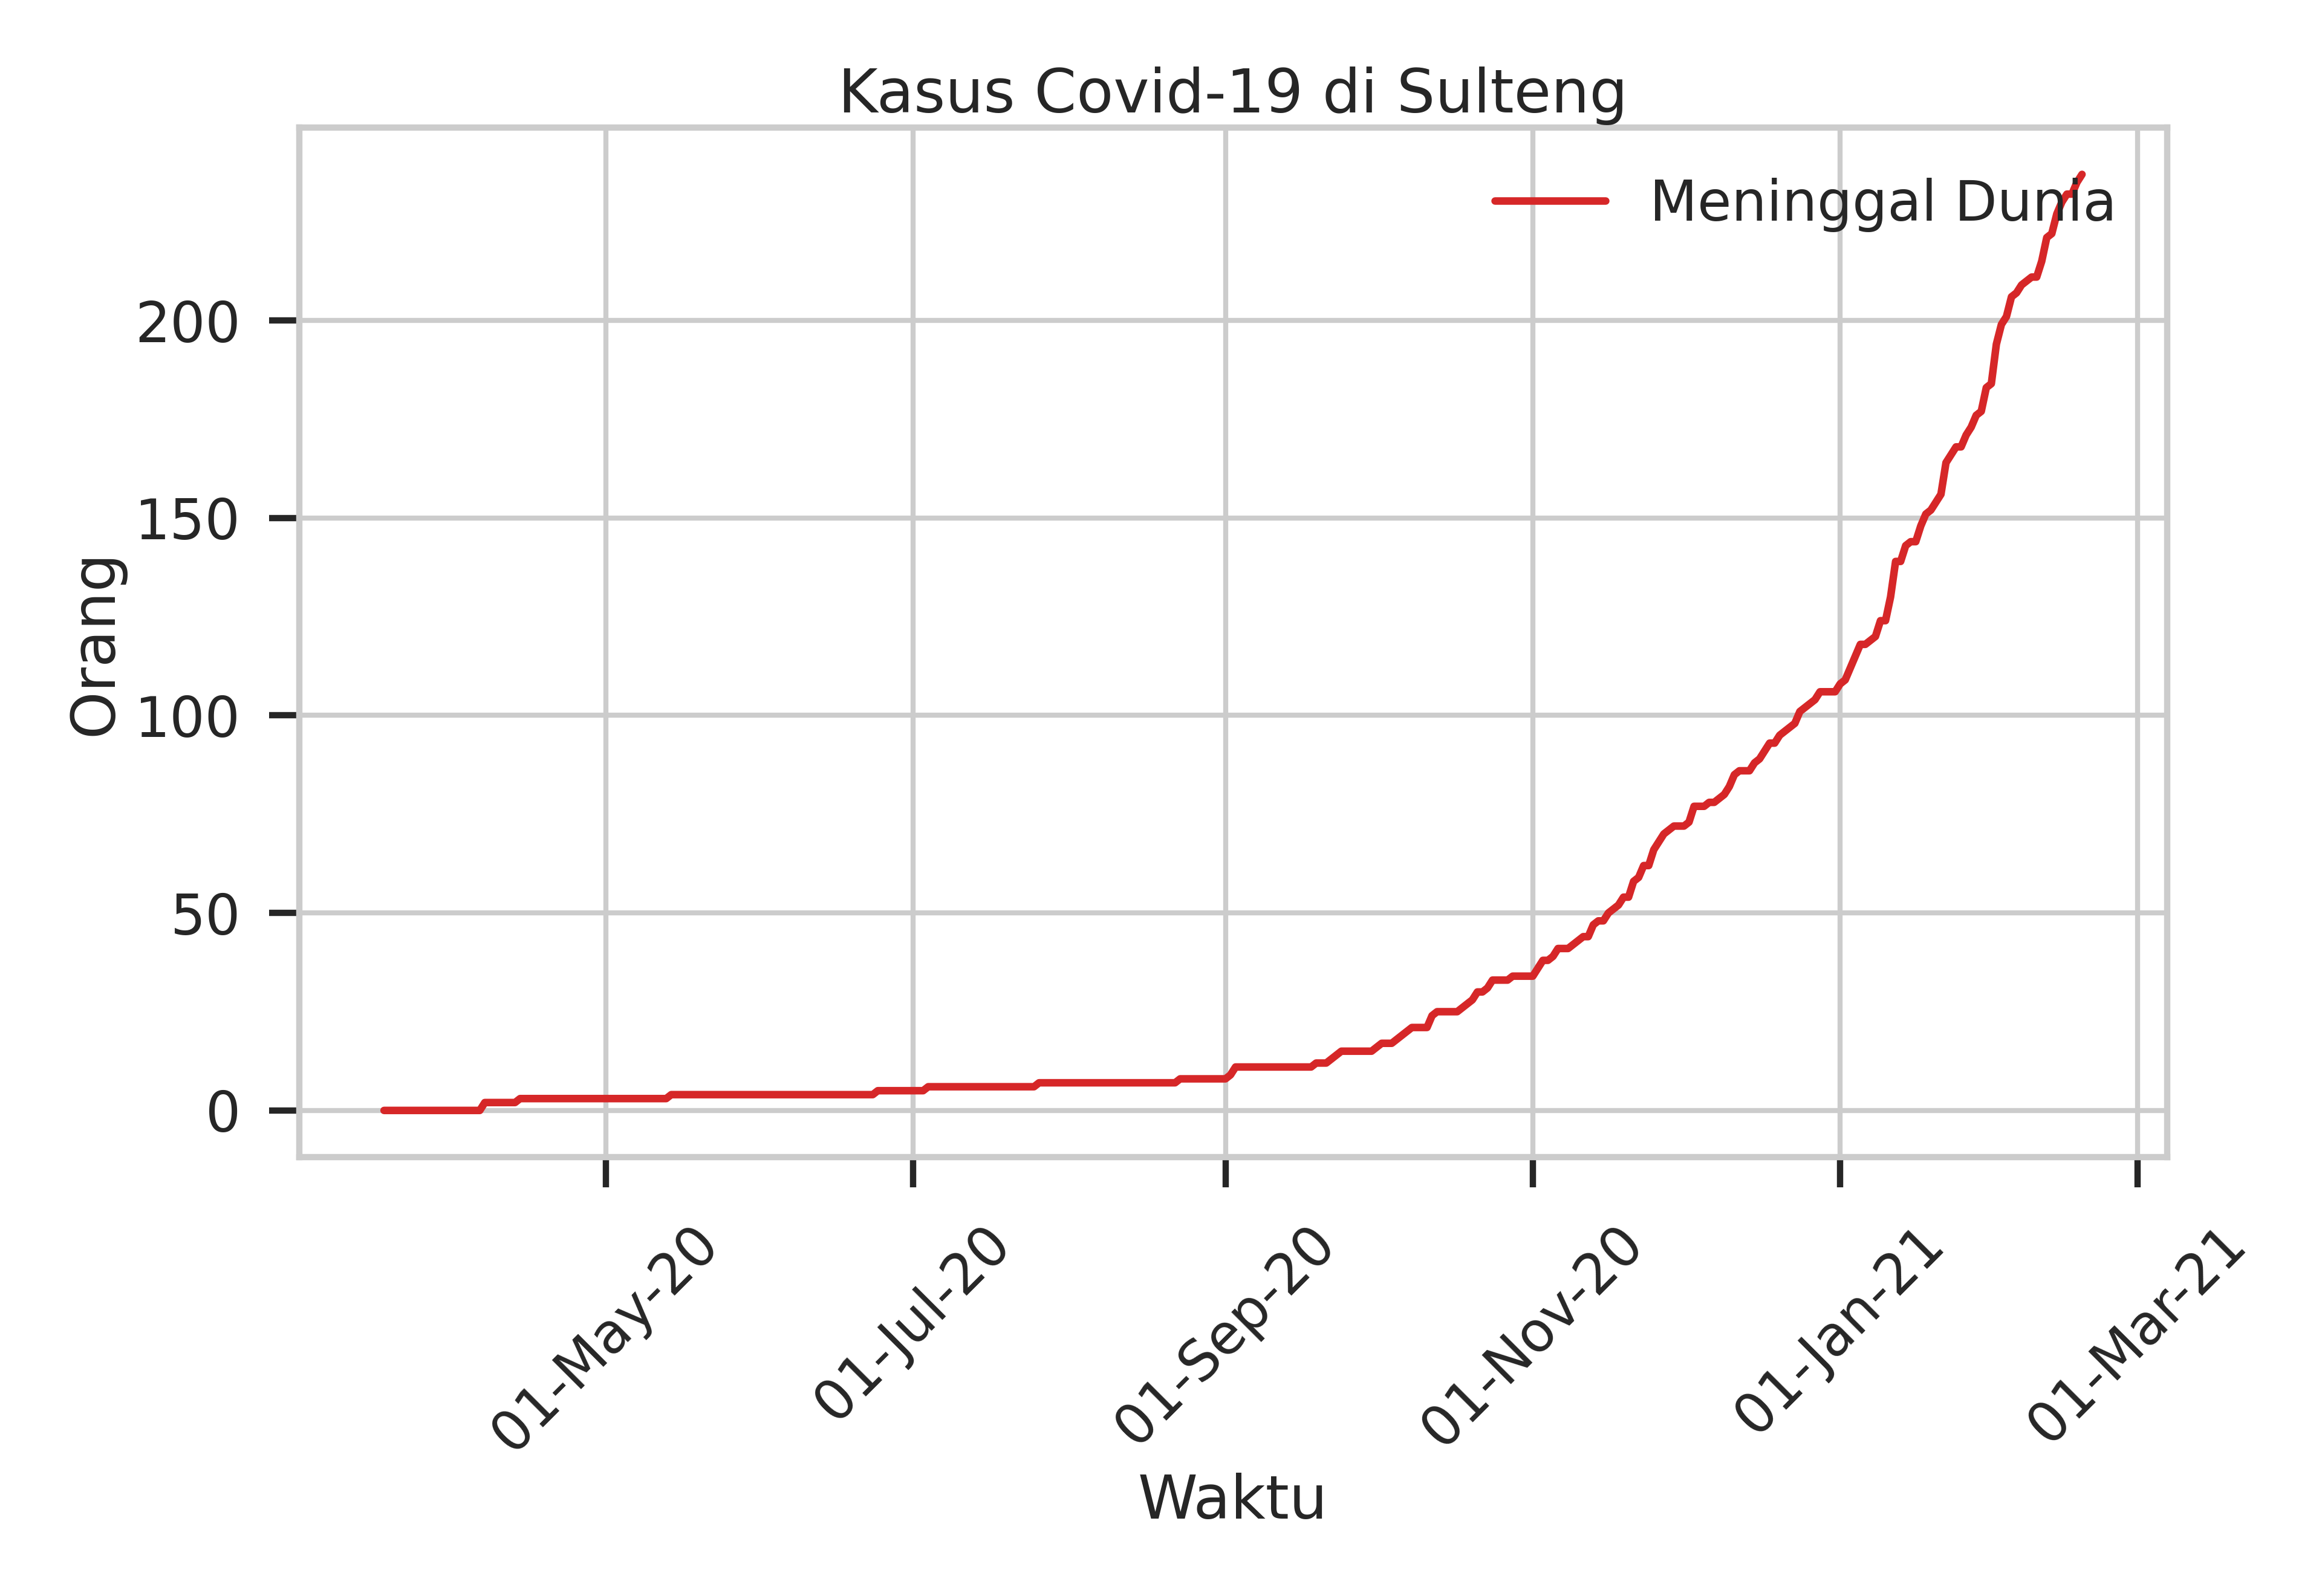 Kasus Covid-19 di Sulteng
Meninggal Dunia
Orang
200
150
100
50
0
01-May-20
01-Jul-20
01-Sep-20
01-Nov-20
01-Jan-21
01-Mar-21
Waktu